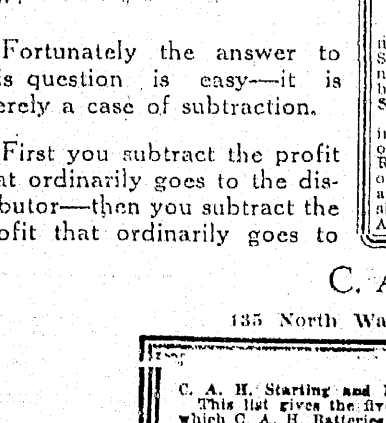 Fortunately the answer to
is question is easy—it is
erely a case of subtraction.
First you subtract the profit
at ordinarily goes to the dis-
butor—then you subtract the
ofit that ordinarily goes to
C. A
135 North Wa
C. A. H. Starting and
This list gives the fiv
which C. A. H. Batteries